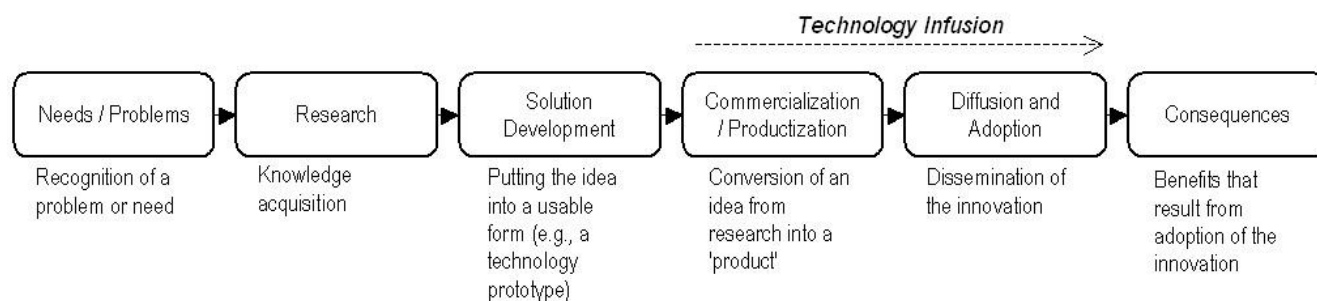 Technology Infusion
Needs / Problems
Recognition of a
problem or need
Research
Knowledge
acquisition
Solution
Development
Putting the idea
into a usable
form (e.g., a
technology
prototype)
Commercialization
/ Productization
Conversion of an
idea from
research into a
'product'
Diffusion and
Adoption
Dissemination of
the innovation
Consequences
Benefits that
result from
adoption of the
innovation